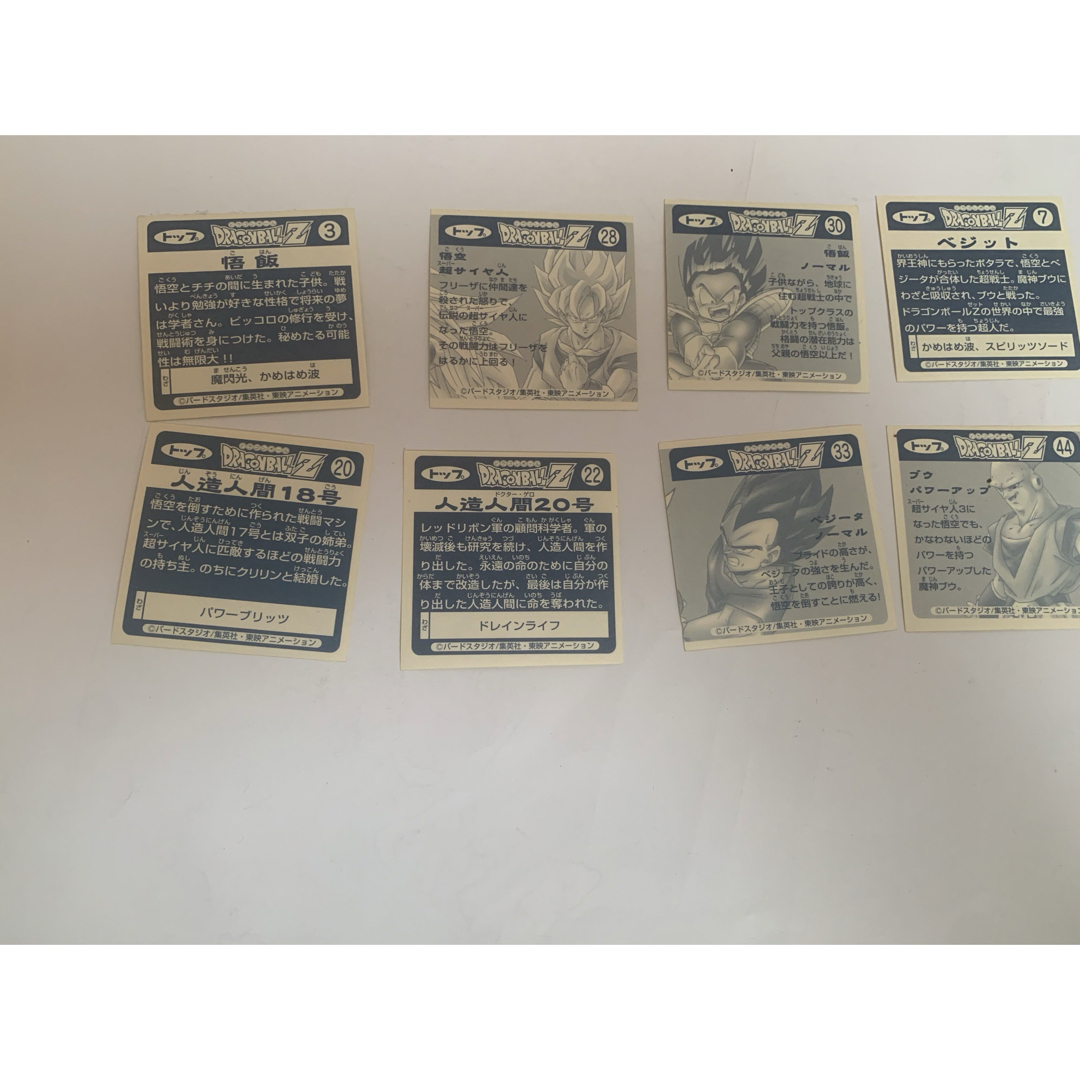 トップ DRAGONBALL Z 3
悟飯
悟空とチチの間に生まれた子供。戦
いより勉強が好きな性格で将来の夢
は学者さん。ピッコロの修行を受け、
戦闘術を身につけた。秘めたる可能
性は無限大!!
わざ 魔閃光、かめはめ波
©バードスタジオ/集英社・東映アニメーション
トップ DRAGONBALL Z 28
悟空
超サイヤ人
フリーザに仲間達を
殺された怒りで、
伝説の超サイヤ人に
なった悟空。
その戦闘力はフリーザを
はるかに上回る!
©バードスタジオ/集英社・東映アニメーション
トップ DRAGONBALL Z 30
悟飯
ノーマル
子供ながら、地球に
住む超戦士の中で
トップクラスの
戦闘力を持つ悟飯。
格闘の潜在能力は
父親の悟空以上だ!
©バードスタジオ/集英社・東映アニメーション
トップ DRAGONBALL Z 7
ベジット
界王神にもらったポタラで、悟空とベ
ジータが合体した超戦士。魔神ブウに
わざと吸収され、ブウと戦った。
ドラゴンボールZの世界の中で最強
のパワーを持つ超人だ。
わざ かめはめ波、スピリッツソード
©バードスタジオ/集英社・東映アニメーション
トップ DRAGONBALL Z 20
人造人間18号
悟空を倒すために作られた戦闘マシ
ンで、人造人間17号とは双子の姉弟。
超サイヤ人に匹敵するほどの戦闘力
の持ち主。のちにクリリンと結婚した。
わざ パワーブリッツ
©バードスタジオ/集英社・東映アニメーション
トップ DRAGONBALL Z 22
ドクター・ゲロ
人造人間20号
レッドリボン軍の顧問科学者。軍の
壊滅後も研究を続け、人造人間を作
り出した。永遠の命のために自分の
体まで改造したが、最後は自分が作
り出した人造人間に命を奪われた。
わざ ドレインライフ
©バードスタジオ/集英社・東映アニメーション
トップ DRAGONBALL Z 33
ベジータ
ノーマル
プライドの高さが、
ベジータの強さを生んだ。
王子としての誇りが高く、
悟空を倒すことに燃える!
©バードスタジオ/集英社・東映アニメーション
トップ DRAGONBALL Z 44
ブウ
パワーアップ
超サイヤ人3に
なった悟空でも、
かなわないほどの
パワーを持つ
パワーアップした
魔神ブウ。
©バードスタジオ/集英社・東映アニメーション